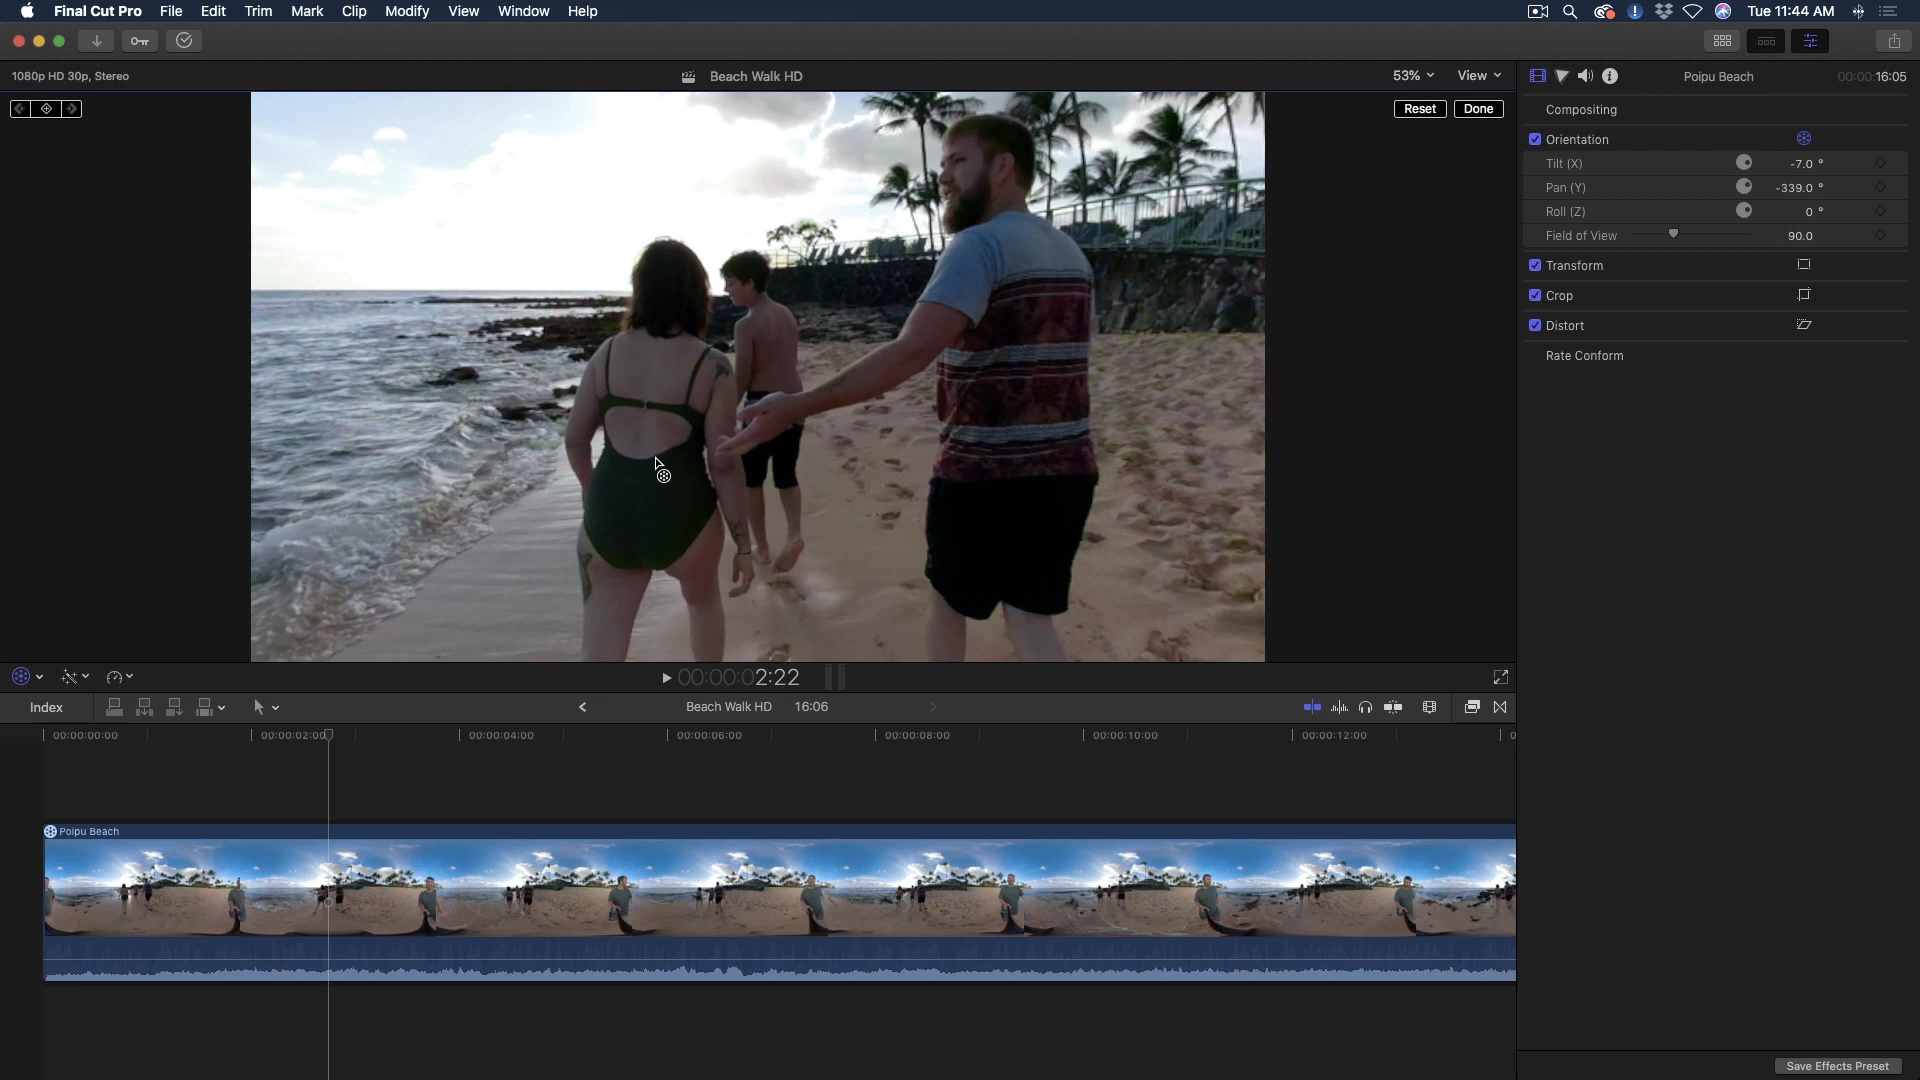 Final Cut Pro File Edit Trim Mark Clip Modify View Window Help Tue 11:44 AM
1080p HD 30p, Stereo Beach Walk HD 53% View Poipu Beach 00:00:16:05
Reset Done
Compositing
Orientation
Tilt (X) -7.0 °
Pan (Y) -339.0 °
Roll (Z) 0 °
Field of View 90.0
Transform
Crop
Distort
Rate Conform
00:00:02:22
Index Beach Walk HD 16:06
00:00:00:00 00:00:02:00 00:00:04:00 00:00:06:00 00:00:08:00 00:00:10:00 00:00:12:00
Poipu Beach
Save Effects Preset